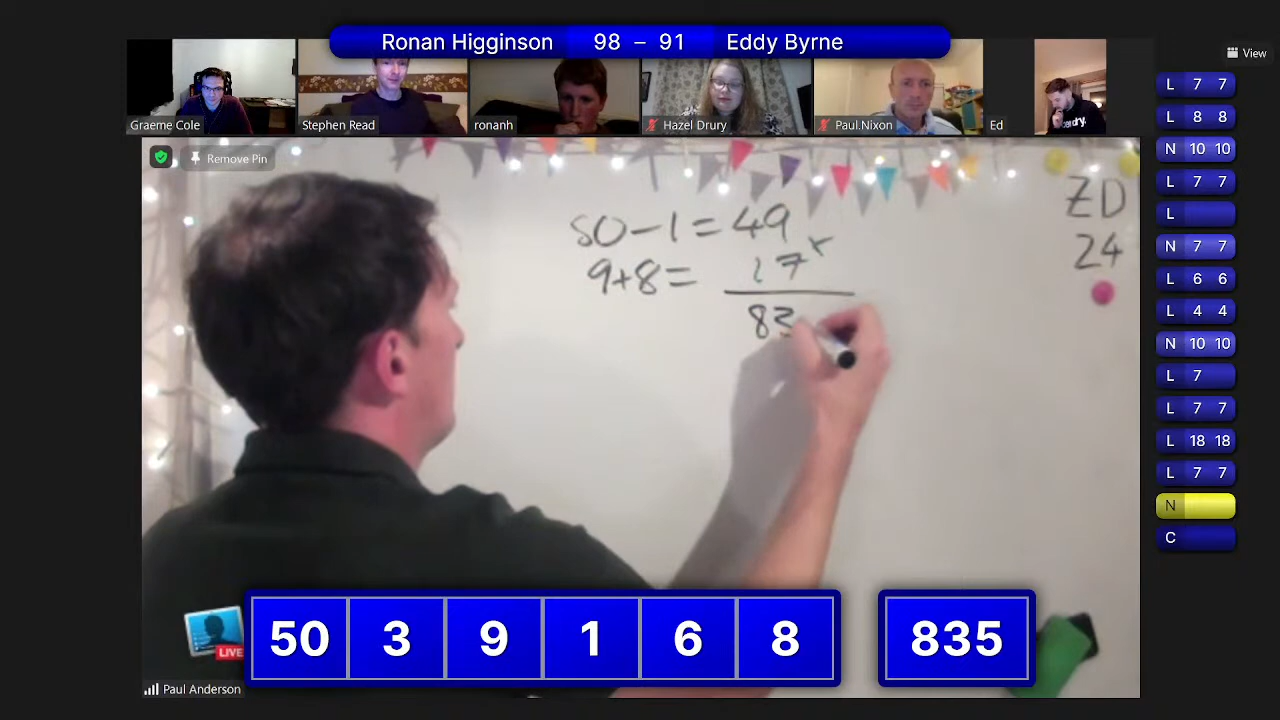 Ronan Higginson 98 – 91 Eddy Byrne
View
Graeme Cole
Stephen Read
ronanh
Hazel Drury
Paul.Nixon
Ed
Remove Pin
50-1=49
9+8= 17 x
83
ZD
24
L 7 7
L 8 8
N 10 10
L 7 7
L
N 7 7
L 6 6
L 4 4
N 10 10
L 7
L 7 7
L 18 18
L 7 7
N
C
LIVE
50 3 9 1 6 8 835
Paul Anderson